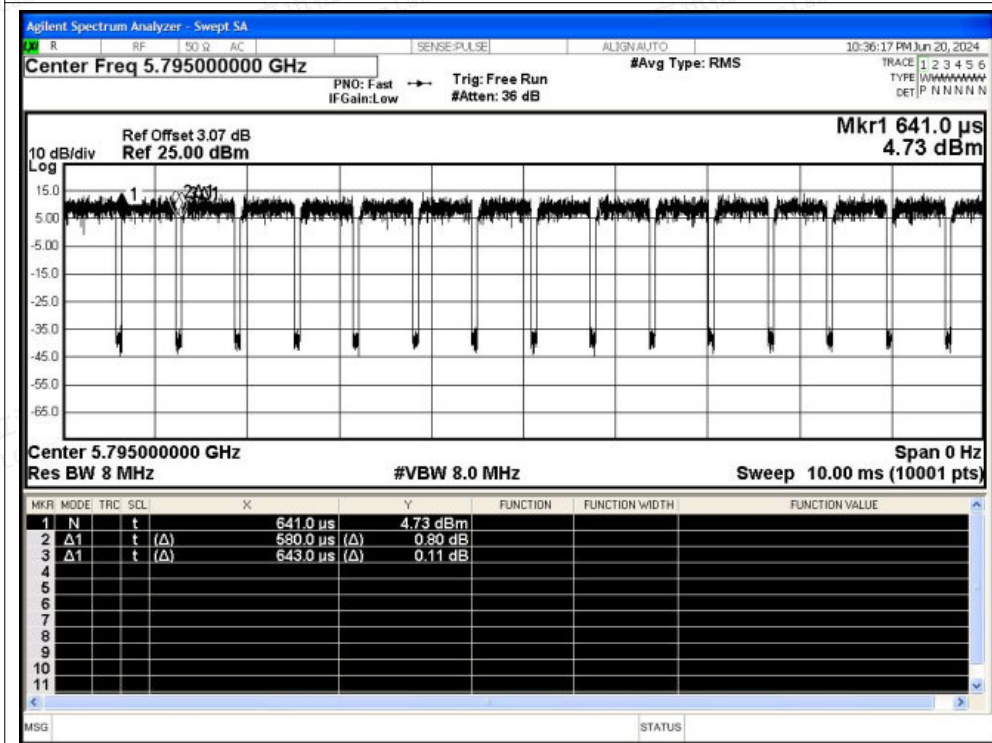 Agilent Spectrum Analyzer - Swept SA
LXI R RF 50 Ω AC SENSE:PULSE ALIGN AUTO 10:36:17 PM Jun 20, 2024
Center Freq 5.795000000 GHz #Avg Type: RMS TRACE 1 2 3 4 5 6
PNO: Fast Trig: Free Run TYPE
IFGain:Low #Atten: 36 dB DET P N N N N N
Mkr1 641.0 µs
4.73 dBm
Ref Offset 3.07 dB
10 dB/div Ref 25.00 dBm
Log
15.0
1
5.00
-5.00
-15.0
-25.0
-35.0
-45.0
-55.0
-65.0
Center 5.795000000 GHz Span 0 Hz
Res BW 8 MHz #VBW 8.0 MHz Sweep 10.00 ms (10001 pts)
MKR MODE TRC SCL X Y FUNCTION FUNCTION WIDTH FUNCTION VALUE
1 N t 641.0 µs 4.73 dBm
2 Δ1 t (Δ) 580.0 µs (Δ) 0.80 dB
3 Δ1 t (Δ) 643.0 µs (Δ) 0.11 dB
4
5
6
7
8
9
10
11
MSG STATUS